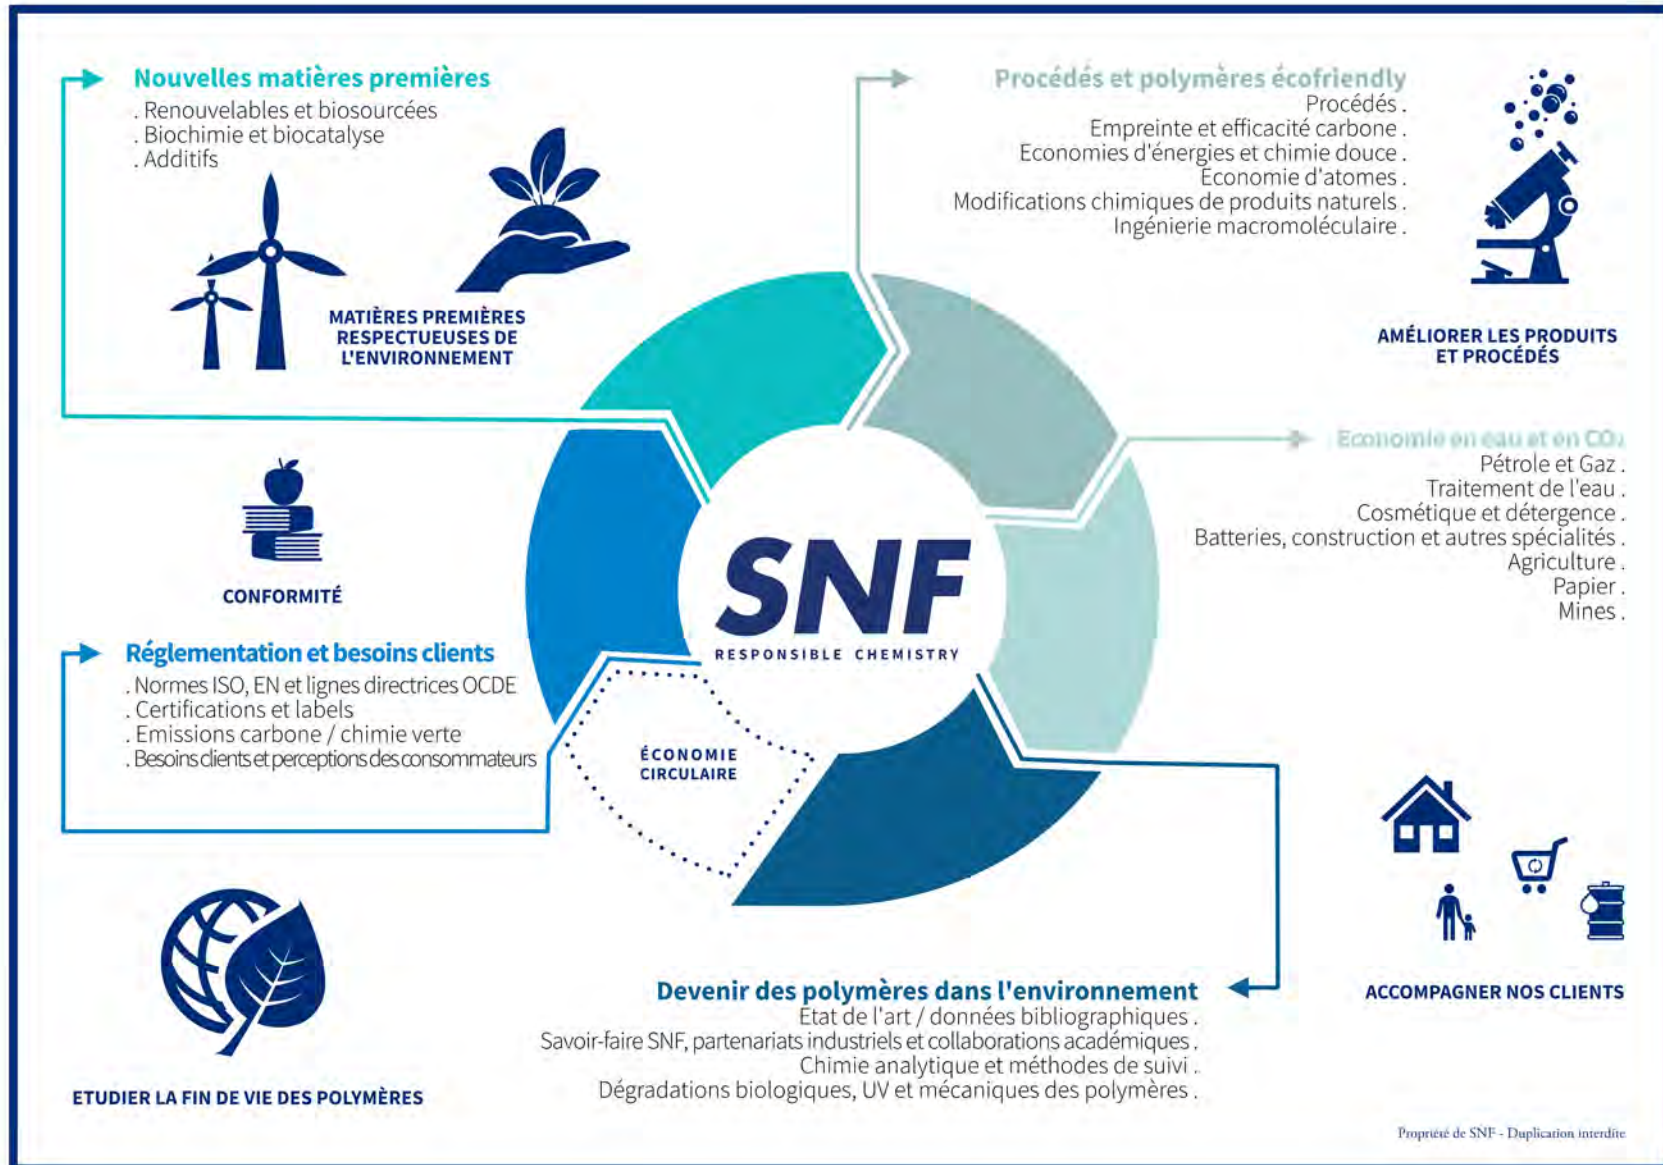 Nouvelles matières premières
. Renouvelables et biosourcées
. Biochimie et biocatalyse
. Additifs
MATIÈRES PREMIÈRES
RESPECTUEUSES DE
L'ENVIRONNEMENT
Procédés et polymères écofriendly
Procédés .
Empreinte et efficacité carbone .
Economies d'énergies et chimie douce .
Economie d'atomes .
Modifications chimiques de produits naturels .
Ingénierie macromoléculaire .
AMÉLIORER LES PRODUITS
ET PROCÉDÉS
Economie en eau et en CO₂
Pétrole et Gaz .
Traitement de l'eau .
Cosmétique et détergence .
Batteries, construction et autres spécialités .
Agriculture .
Papier .
Mines .
CONFORMITÉ
Réglementation et besoins clients
. Normes ISO, EN et lignes directrices OCDE
. Certifications et labels
. Emissions carbone / chimie verte
. Besoins clients et perceptions des consommateurs
SNF
RESPONSIBLE CHEMISTRY
ÉCONOMIE
CIRCULAIRE
ACCOMPAGNER NOS CLIENTS
Devenir des polymères dans l'environnement
Etat de l'art / données bibliographiques .
Savoir-faire SNF, partenariats industriels et collaborations académiques .
Chimie analytique et méthodes de suivi .
Dégradations biologiques, UV et mécaniques des polymères .
ETUDIER LA FIN DE VIE DES POLYMÈRES
Propriété de SNF - Duplication interdite